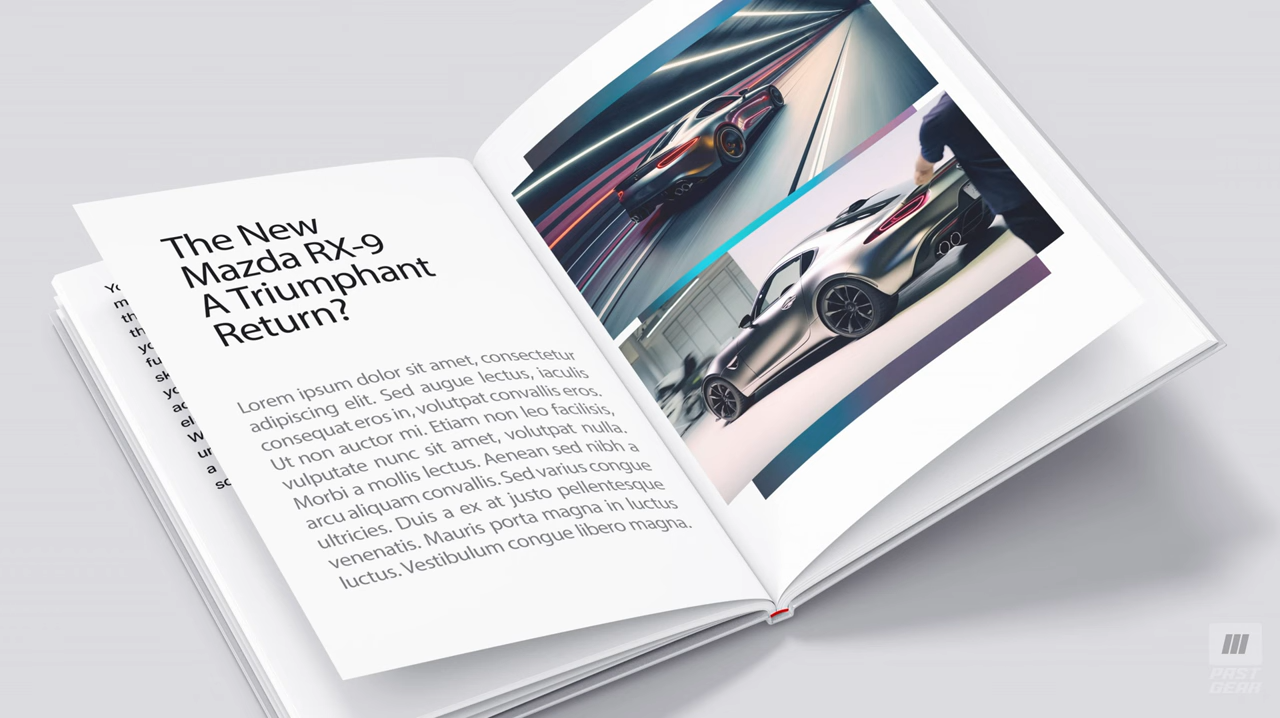 The New
Mazda RX-9
A Triumphant
Return?
Lorem ipsum dolor sit amet, consectetur
adipiscing elit. Sed augue lectus, iaculis
consequat eros in, volutpat convallis eros.
Ut non auctor mi. Etiam non leo facilisis,
vulputate nunc sit amet, volutpat nulla.
Morbi a mollis lectus. Aenean sed nibh a
arcu aliquam convallis. Sed varius congue
ultricies. Duis a ex at justo pellentesque
venenatis. Mauris porta magna in luctus
luctus. Vestibulum congue libero magna.
PAST
GEAR